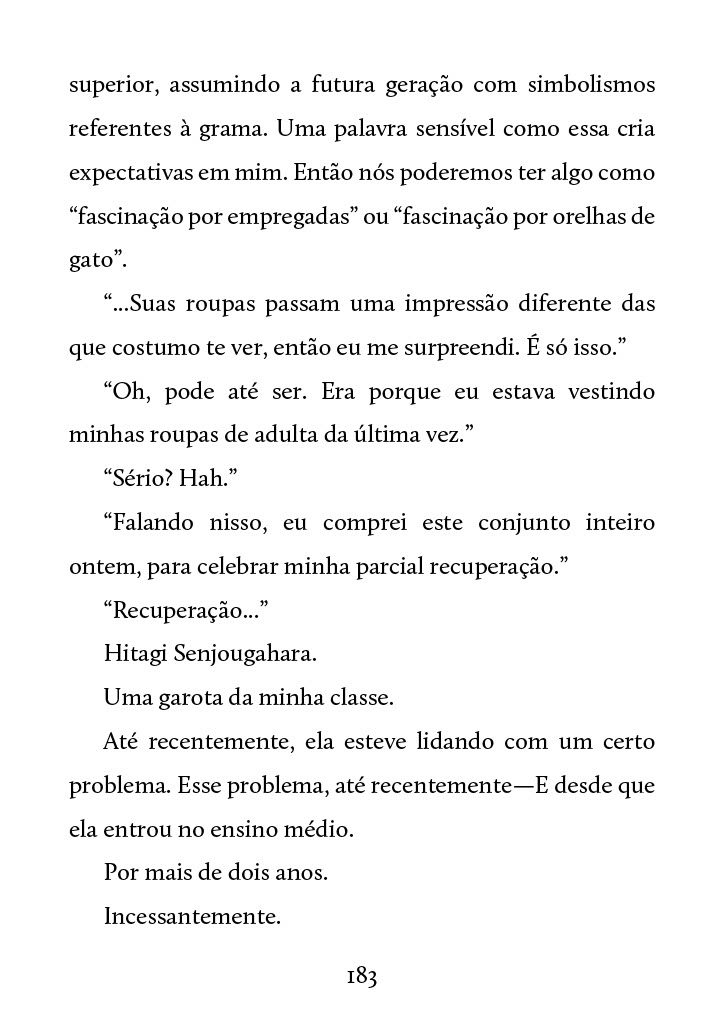 superior, assumindo a futura geração com simbolismos
referentes à grama. Uma palavra sensível como essa cria
expectativas em mim. Então nós poderemos ter algo como
“fascinação por empregadas” ou “fascinação por orelhas de
gato”.
“...Suas roupas passam uma impressão diferente das
que costumo te ver, então eu me surpreendi. É só isso.”
“Oh, pode até ser. Era porque eu estava vestindo
minhas roupas de adulta da última vez.”
“Sério? Hah.”
“Falando nisso, eu comprei este conjunto inteiro
ontem, para celebrar minha parcial recuperação.”
“Recuperação...”
Hitagi Senjougahara.
Uma garota da minha classe.
Até recentemente, ela esteve lidando com um certo
problema. Esse problema, até recentemente—E desde que
ela entrou no ensino médio.
Por mais de dois anos.
Incessantemente.
183